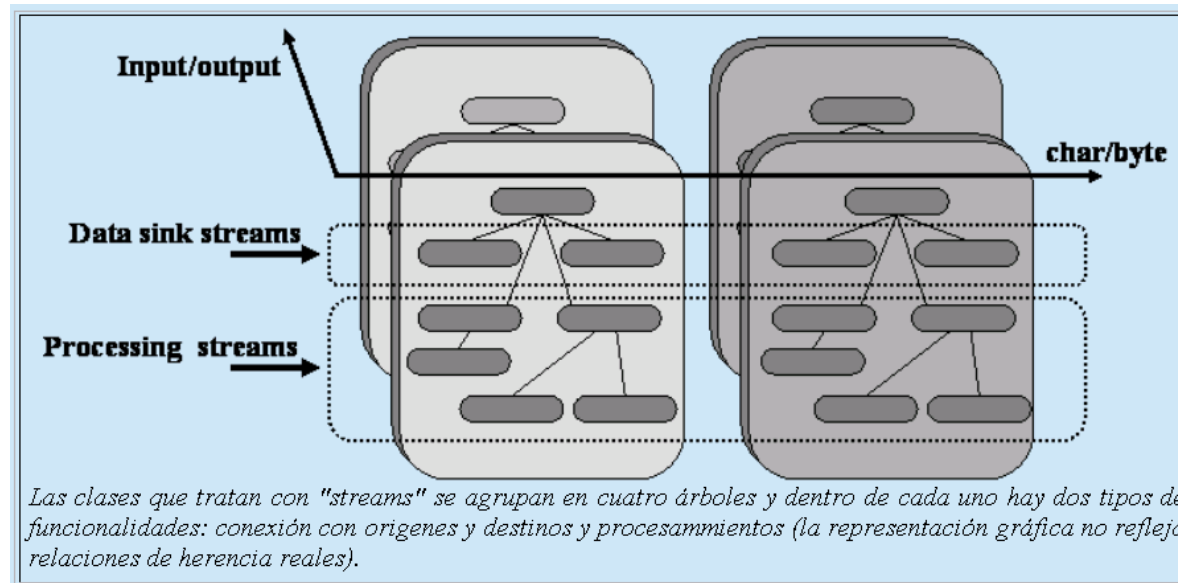 Input/output
char/byte
Data sink streams
Processing streams
Las clases que tratan con "streams" se agrupan en cuatro árboles y dentro de cada uno hay dos tipos de
funcionalidades: conexión con origenes y destinos y procesammientos (la representación gráfica no refleja
relaciones de herencia reales).